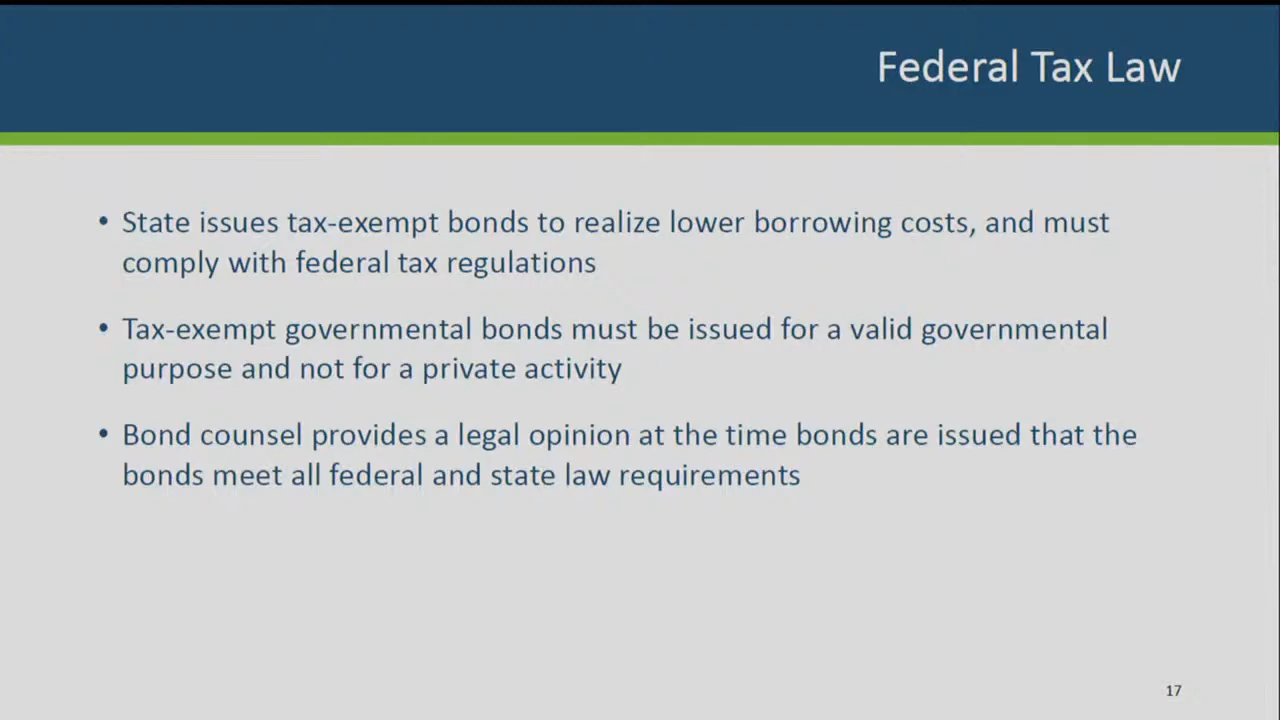 Federal Tax Law
• State issues tax-exempt bonds to realize lower borrowing costs, and must
comply with federal tax regulations
• Tax-exempt governmental bonds must be issued for a valid governmental
purpose and not for a private activity
• Bond counsel provides a legal opinion at the time bonds are issued that the
bonds meet all federal and state law requirements
17